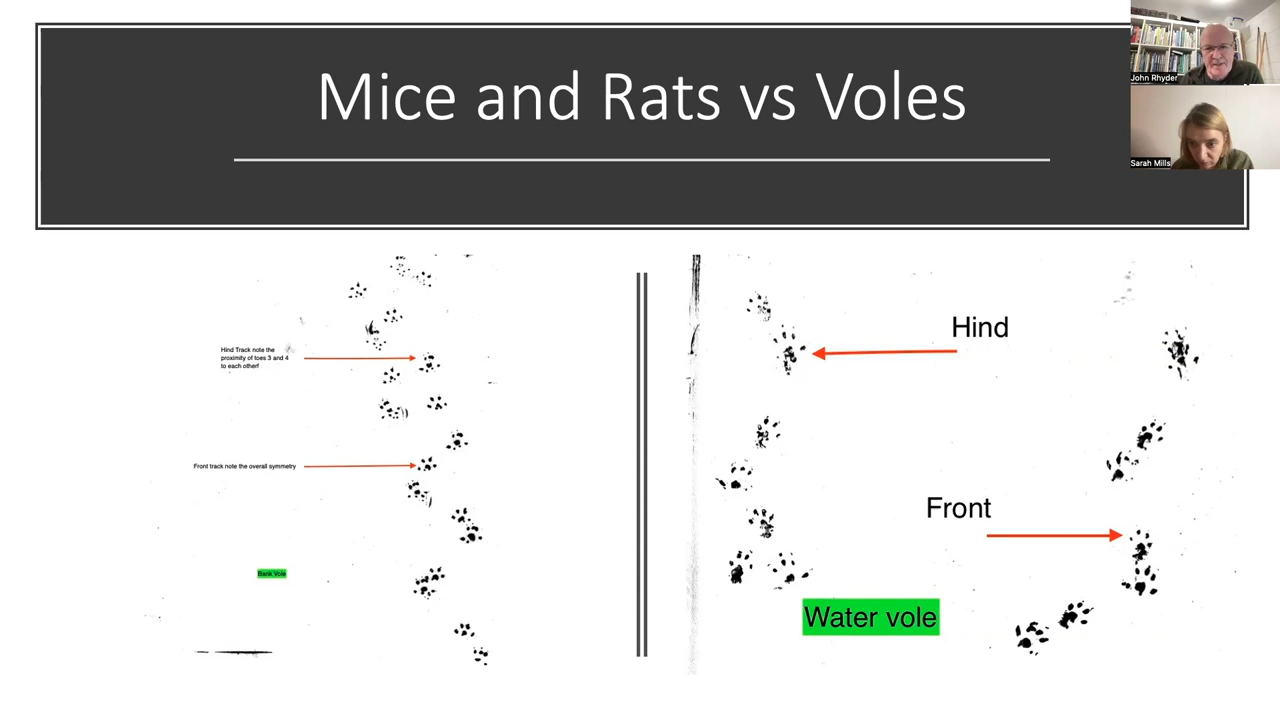 Mice and Rats vs Voles
John Rhyder
Sarah Mills
Hind Track note the
proximity of toes 3 and 4
to each other!
Front track note the overall symmetry
Bank Vole
Hind
Front
Water vole